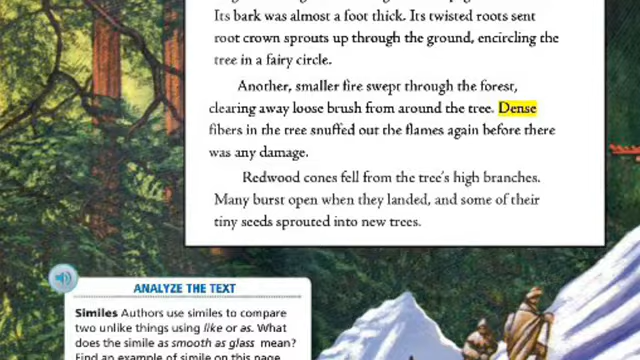 Its bark was almost a foot thick. Its twisted roots sent
root crown sprouts up through the ground, encircling the
tree in a fairy circle.
Another, smaller fire swept through the forest,
clearing away loose brush from around the tree. Dense
fibers in the tree snuffed out the flames again before there
was any damage.
Redwood cones fell from the tree's high branches.
Many burst open when they landed, and some of their
tiny seeds sprouted into new trees.
ANALYZE THE TEXT
Similes Authors use similes to compare
two unlike things using like or as. What
does the simile as smooth as glass mean?
Find an example of simile on this page